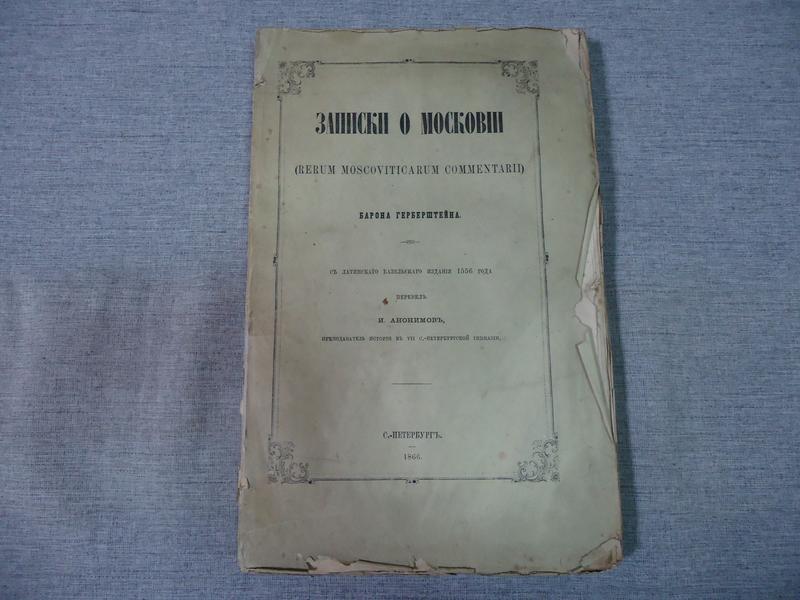 ЗАПИСКИ О МОСКОВІИ
(RERUM MOSCOVITICARUM COMMENTARII)
БАРОНА ГЕРБЕРШТЕЙНА.
СЪ ЛАТИНСКАГО БАЗЕЛЬСКАГО ИЗДАНІЯ 1556 ГОДА
ПЕРЕВЕЛЪ
И. АНОНИМОВЪ,
ПРЕПОДАВАТЕЛЬ ИСТОРІИ ВЪ VII С.-ПЕТЕРБУРГСКОЙ ГИМНАЗІИ.
С.-ПЕТЕРБУРГЪ.
1866.